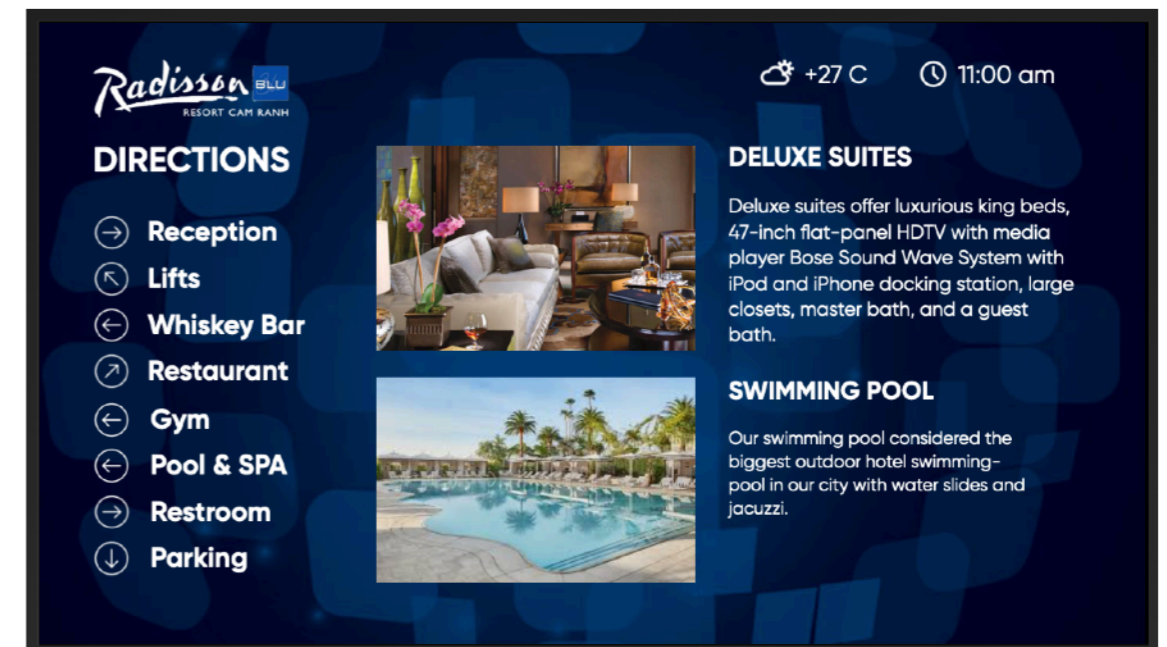 Radisson BLU
RESORT CAM RANH
+27 C
11:00 am
DIRECTIONS
Reception
Lifts
Whiskey Bar
Restaurant
Gym
Pool & SPA
Restroom
Parking
DELUXE SUITES
Deluxe suites offer luxurious king beds,
47-inch flat-panel HDTV with media
player Bose Sound Wave System with
iPod and iPhone docking station, large
closets, master bath, and a guest
bath.
SWIMMING POOL
Our swimming pool considered the
biggest outdoor hotel swimming-
pool in our city with water slides and
jacuzzi.